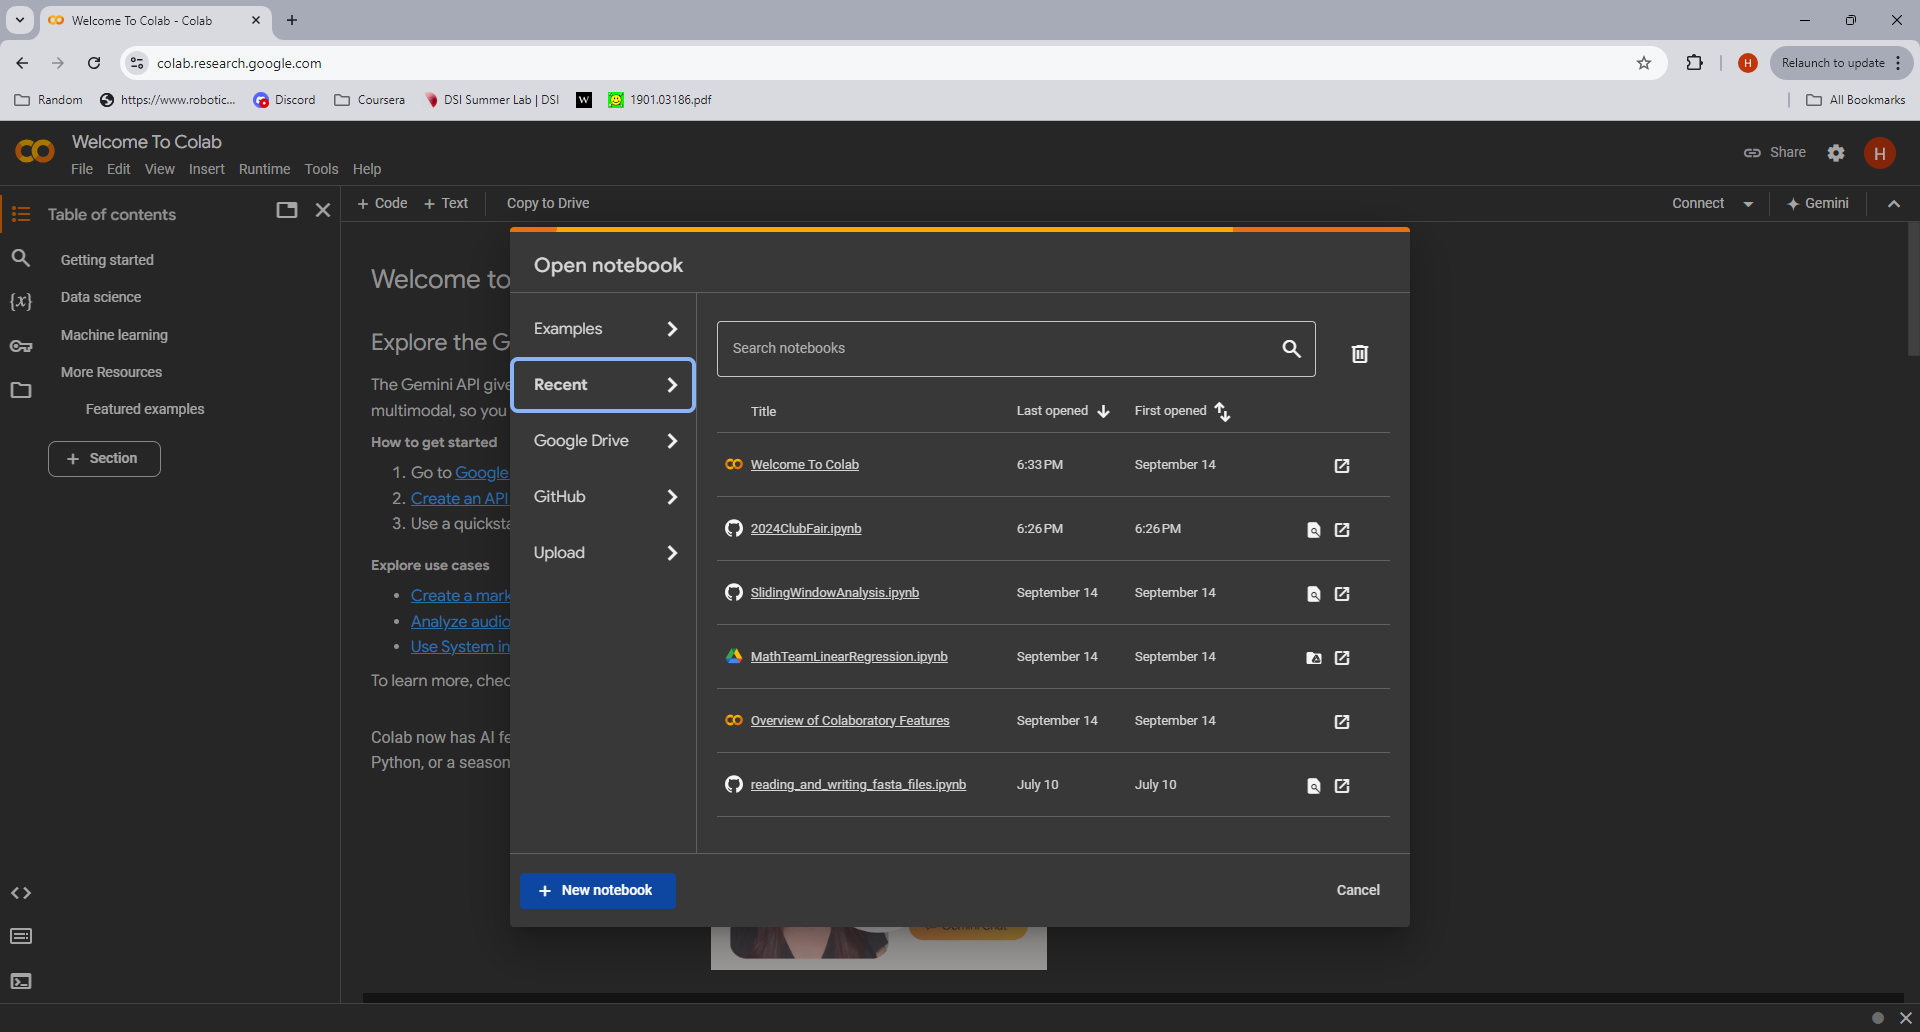 Welcome To Colab - Colab
colab.research.google.com
H
Relaunch to update
Random
https://www.robotic...
Discord
Coursera
DSI Summer Lab | DSI
W
1901.03186.pdf
All Bookmarks
Welcome To Colab
File Edit View Insert Runtime Tools Help
Share
H
Table of contents
+ Code + Text Copy to Drive
Connect
Gemini
Getting started
Data science
Machine learning
More Resources
Featured examples
+ Section
{x}
Welcome to
Explore the G
The Gemini API give
multimodal, so you
How to get started
1. Go to Google
2. Create an API
3. Use a quicksta
Explore use cases
• Create a mark
• Analyze audio
• Use System in
To learn more, chec
Colab now has AI fe
Python, or a season
Open notebook
Examples
Recent
Google Drive
GitHub
Upload
Search notebooks
Title Last opened First opened
Welcome To Colab 6:33 PM September 14
2024ClubFair.ipynb 6:26 PM 6:26 PM
SlidingWindowAnalysis.ipynb September 14 September 14
MathTeamLinearRegression.ipynb September 14 September 14
Overview of Colaboratory Features September 14 September 14
reading_and_writing_fasta_files.ipynb July 10 July 10
+ New notebook
Cancel